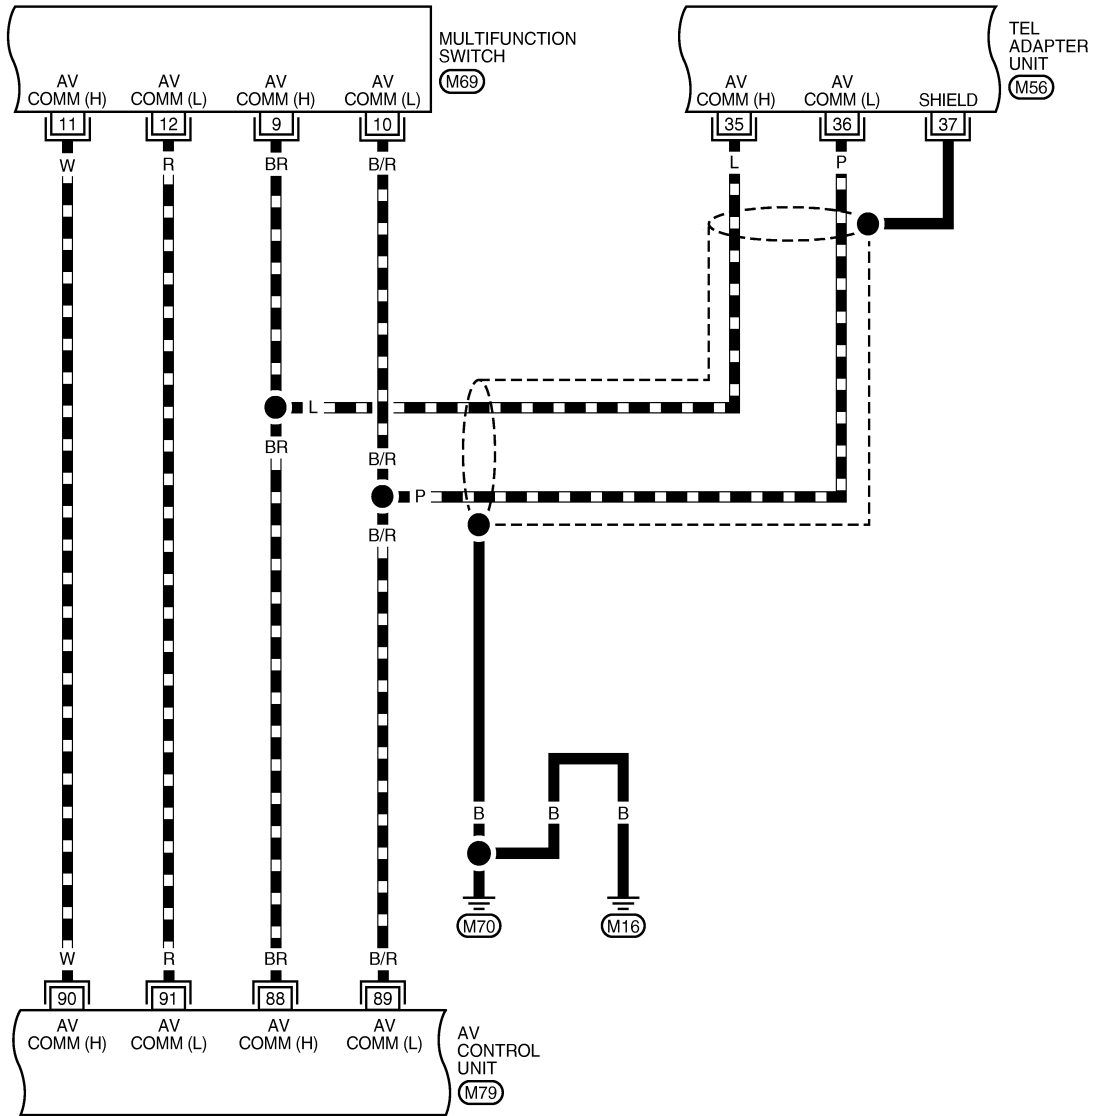 MULTIFUNCTION
SWITCH
M69
AV
COMM (H)
AV
COMM (L)
AV
COMM (H)
AV
COMM (L)
11
12
9
10
W
R
BR
B/R
TEL
ADAPTER
UNIT
M56
AV
COMM (H)
AV
COMM (L)
SHIELD
35
36
37
L
P
L
BR
B/R
P
B/R
B
B
B
M70
M16
W
R
BR
B/R
90
91
88
89
AV
COMM (H)
AV
COMM (L)
AV
COMM (H)
AV
COMM (L)
AV
CONTROL
UNIT
M79